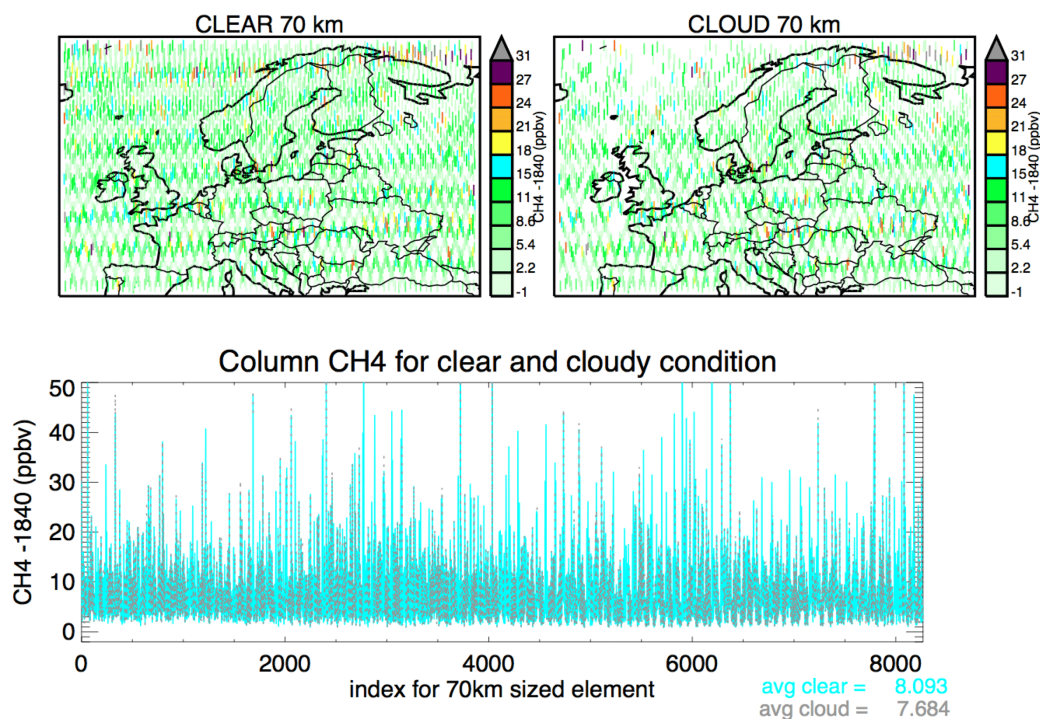 CLEAR 70 km
31
27
24
21
18
15
11
8.6
5.4
2.2
-1
CH4 -1840 (ppbv)
CLOUD 70 km
31
27
24
21
18
15
11
8.6
5.4
2.2
-1
CH4 -1840 (ppbv)
Column CH4 for clear and cloudy condition
CH4 -1840 (ppbv)
50
40
30
20
10
0
0 2000 4000 6000 8000
index for 70km sized element
avg clear = 8.093
avg cloud = 7.684